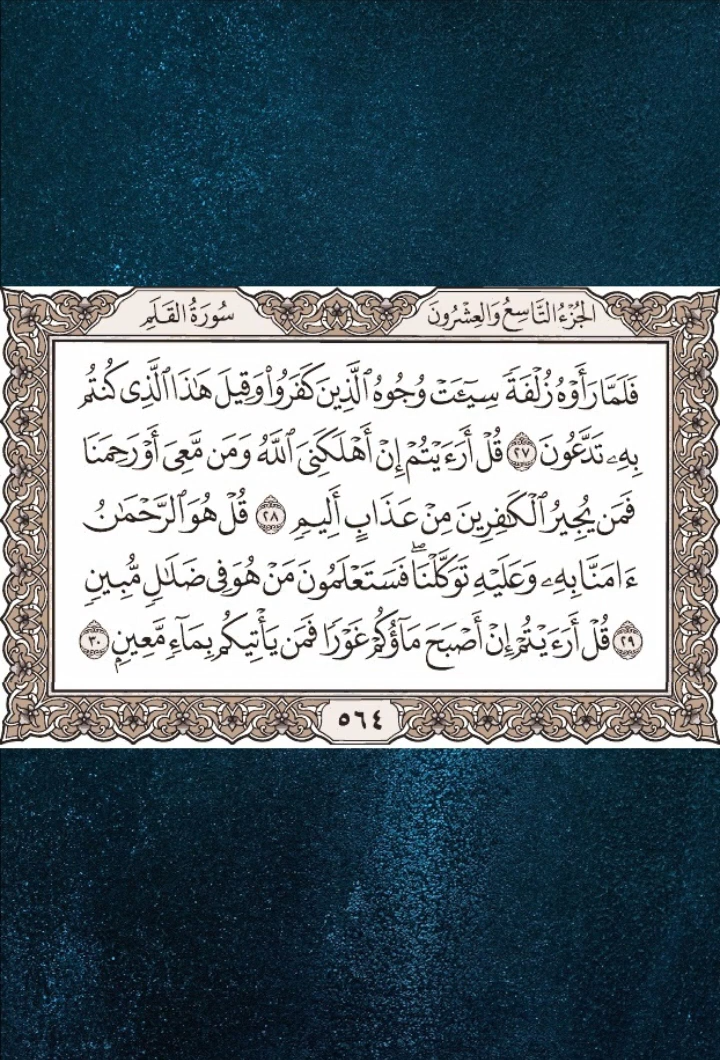 الجُزْءُ التَّاسِعُ وَالعِشْرُونَ
سُورَةُ القَلَمِ
فَلَمَّا رَأَوْهُ زُلْفَةً سِيٓـَٔتْ وُجُوهُ ٱلَّذِينَ كَفَرُواْ وَقِيلَ هَٰذَا ٱلَّذِى كُنتُم
بِهِۦ تَدَّعُونَ ٢٧ قُلْ أَرَءَيْتُمْ إِنْ أَهْلَكَنِىَ ٱللَّهُ وَمَن مَّعِىَ أَوْ رَحِمَنَا
فَمَن يُجِيرُ ٱلْكَٰفِرِينَ مِنْ عَذَابٍ أَلِيمٍ ٢٨ قُلْ هُوَ ٱلرَّحْمَٰنُ
ءَامَنَّا بِهِۦ وَعَلَيْهِ تَوَكَّلْنَاۖ فَسَتَعْلَمُونَ مَنْ هُوَ فِى ضَلَٰلٍ مُّبِينٍ
٢٩ قُلْ أَرَءَيْتُمْ إِنْ أَصْبَحَ مَآؤُكُمْ غَوْرًا فَمَن يَأْتِيكُم بِمَآءٍ مَّعِينٍ ٣٠
٥٦٤